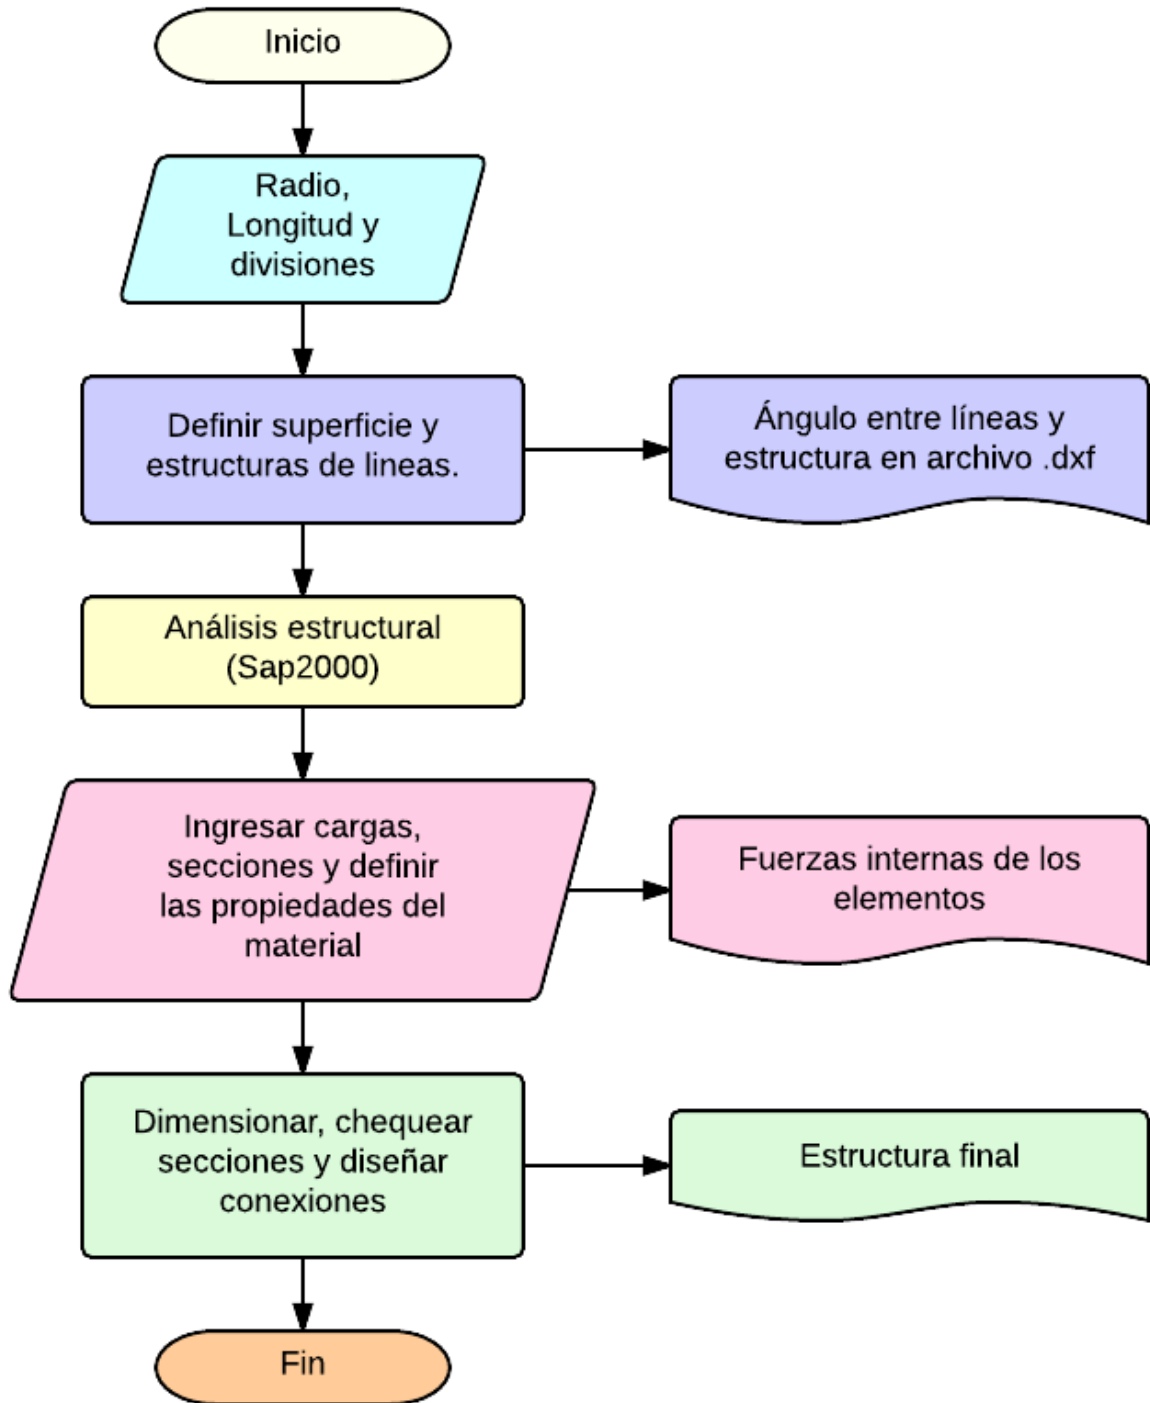 Inicio
Radio,
Longitud y
divisiones
Definir superficie y
estructuras de lineas.
Ángulo entre líneas y
estructura en archivo .dxf
Análisis estructural
(Sap2000)
Ingresar cargas,
secciones y definir
las propiedades del
material
Fuerzas internas de los
elementos
Dimensionar, chequear
secciones y diseñar
conexiones
Estructura final
Fin